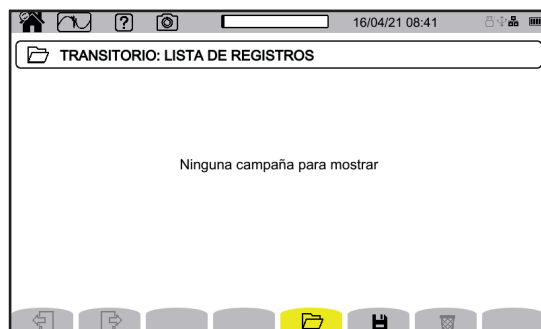 ? 16/04/21 08:41
TRANSITORIO: LISTA DE REGISTROS
Ninguna campaña para mostrar